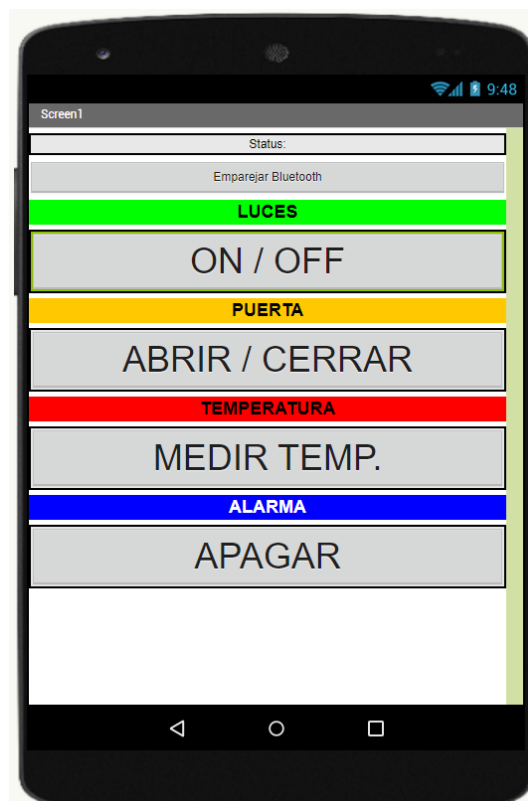 9:48
Screen1
Status:
Emparejar Bluetooth
LUCES
ON / OFF
PUERTA
ABRIR / CERRAR
TEMPERATURA
MEDIR TEMP.
ALARMA
APAGAR